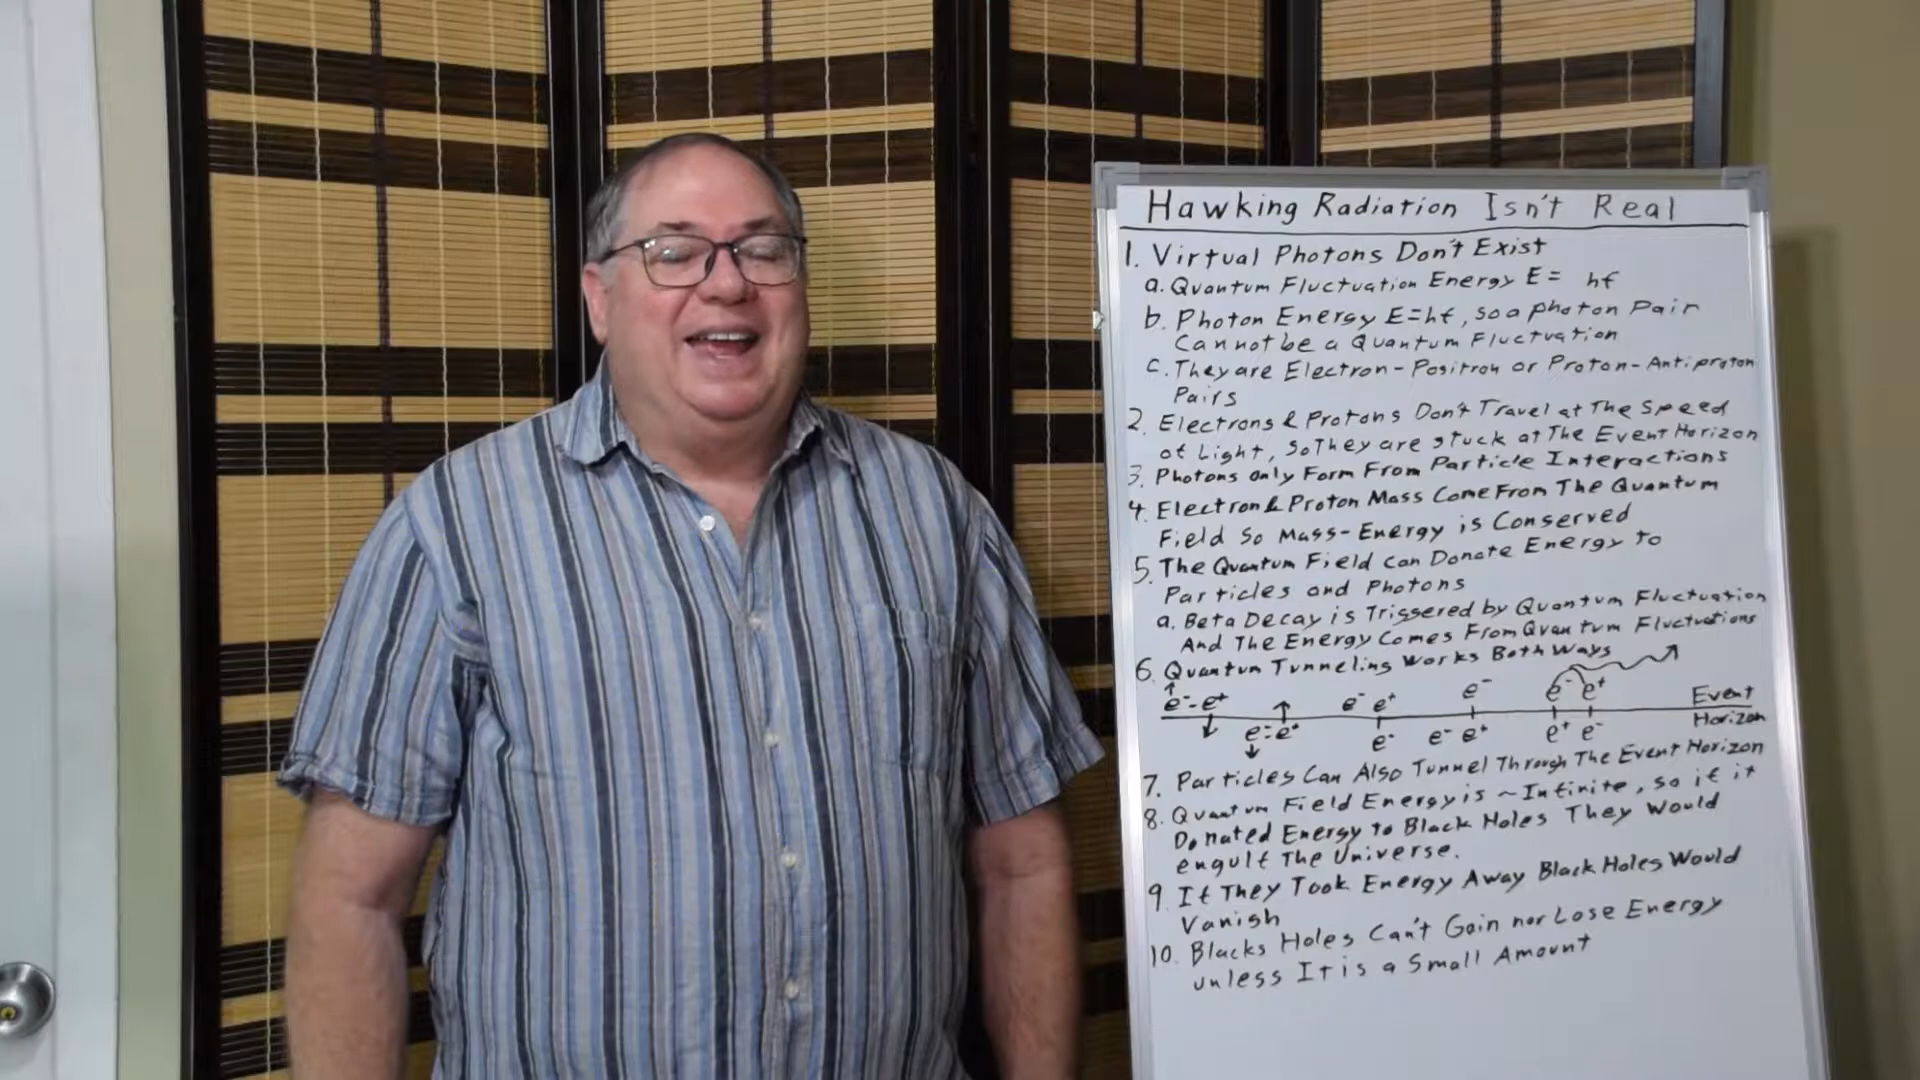 Hawking Radiation Isn't Real
1. Virtual Photons Don't Exist
a. Quantum Fluctuation Energy E= hf
b. Photon Energy E=hf, so a photon Pair
Cannot be a Quantum Fluctuation
c. They are Electron-Positron or Proton-Antiproton
Pairs
2. Electrons & Protons Don't Travel at The Speed
of Light, So They are stuck at The Event Horizon
3. Photons Only Form From Particle Interactions
4. Electron & Proton Mass Come From The Quantum
Field So Mass-Energy is Conserved
5. The Quantum Field can Donate Energy to
Particles and Photons
a. Beta Decay is Triggered by Quantum Fluctuation
And The Energy Comes From Quantum Fluctuations
6. Quantum Tunneling Works Both Ways
e⁻-e⁺ e⁻ e⁺ e⁻ e⁻ e⁺ Event
e⁻-e⁺ e⁻ e⁻ e⁺ e⁺ e⁻ Horizon
7. Particles Can Also Tunnel Through The Event Horizon
8. Quantum Field Energy is ~Infinite, so if it
Donated Energy to Black Holes They Would
engulf The Universe.
9. If They Took Energy Away Black Holes Would
Vanish
10. Blacks Holes Can't Gain nor Lose Energy
unless It is a Small Amount